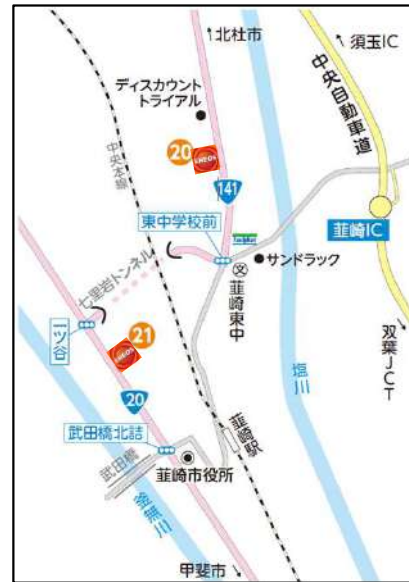 北杜市
須玉IC
ディスカウント
トライアル
中央自動車道
20
ENEOS
中央本線
141
東中学校前
韮崎IC
サンドラック
韮崎東中
七里岩トンネル
一ツ谷
21
ENEOS
双葉JCT
塩川
20
武田橋北詰
韮崎駅
武田橋
韮崎市役所
釜無川
甲斐市